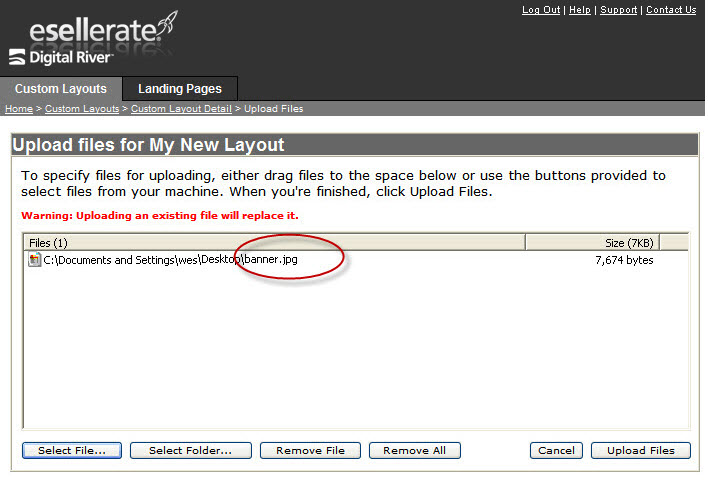 Log Out | Help | Support | Contact Us
esellerate
Digital River
Custom Layouts Landing Pages
Home > Custom Layouts > Custom Layout Detail > Upload Files
Upload files for My New Layout
To specify files for uploading, either drag files to the space below or use the buttons provided to
select files from your machine. When you're finished, click Upload Files.
Warning: Uploading an existing file will replace it.
Files (1) Size (7KB)
C:\Documents and Settings\wes\Desktop\banner.jpg 7,674 bytes
Select File... Select Folder... Remove File Remove All Cancel Upload Files